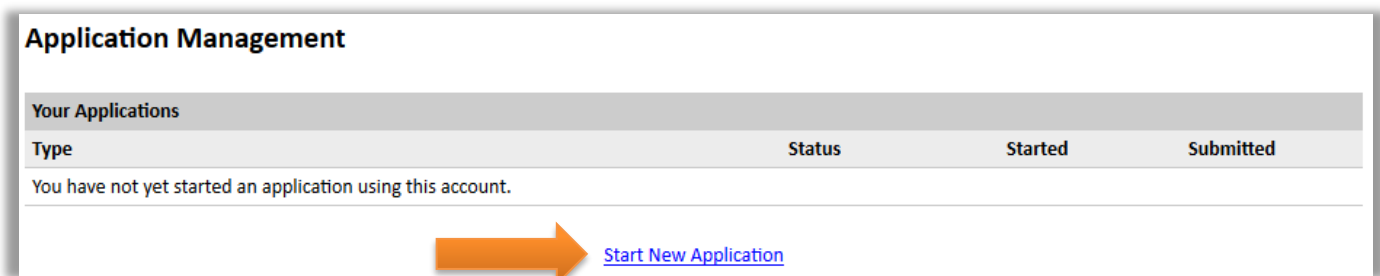 Application Management
Your Applications
Type Status Started Submitted
You have not yet started an application using this account.
Start New Application